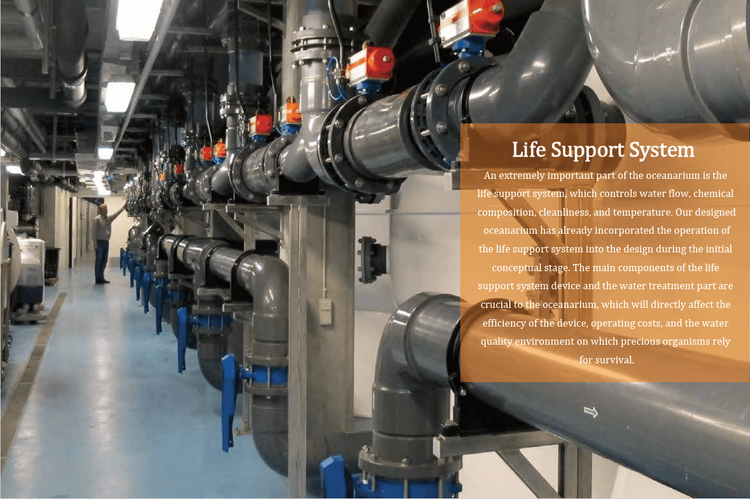 Life Support System
An extremely important part of the oceanarium is the
life support system, which controls water flow, chemical
composition, cleanliness, and temperature. Our designed
oceanarium has already incorporated the operation of
the life support system into the design during the initial
conceptual stage. The main components of the life
support system device and the water treatment part are
crucial to the oceanarium, which will directly affect the
efficiency of the device, operating costs, and the water
quality environment on which precious organisms rely
for survival.